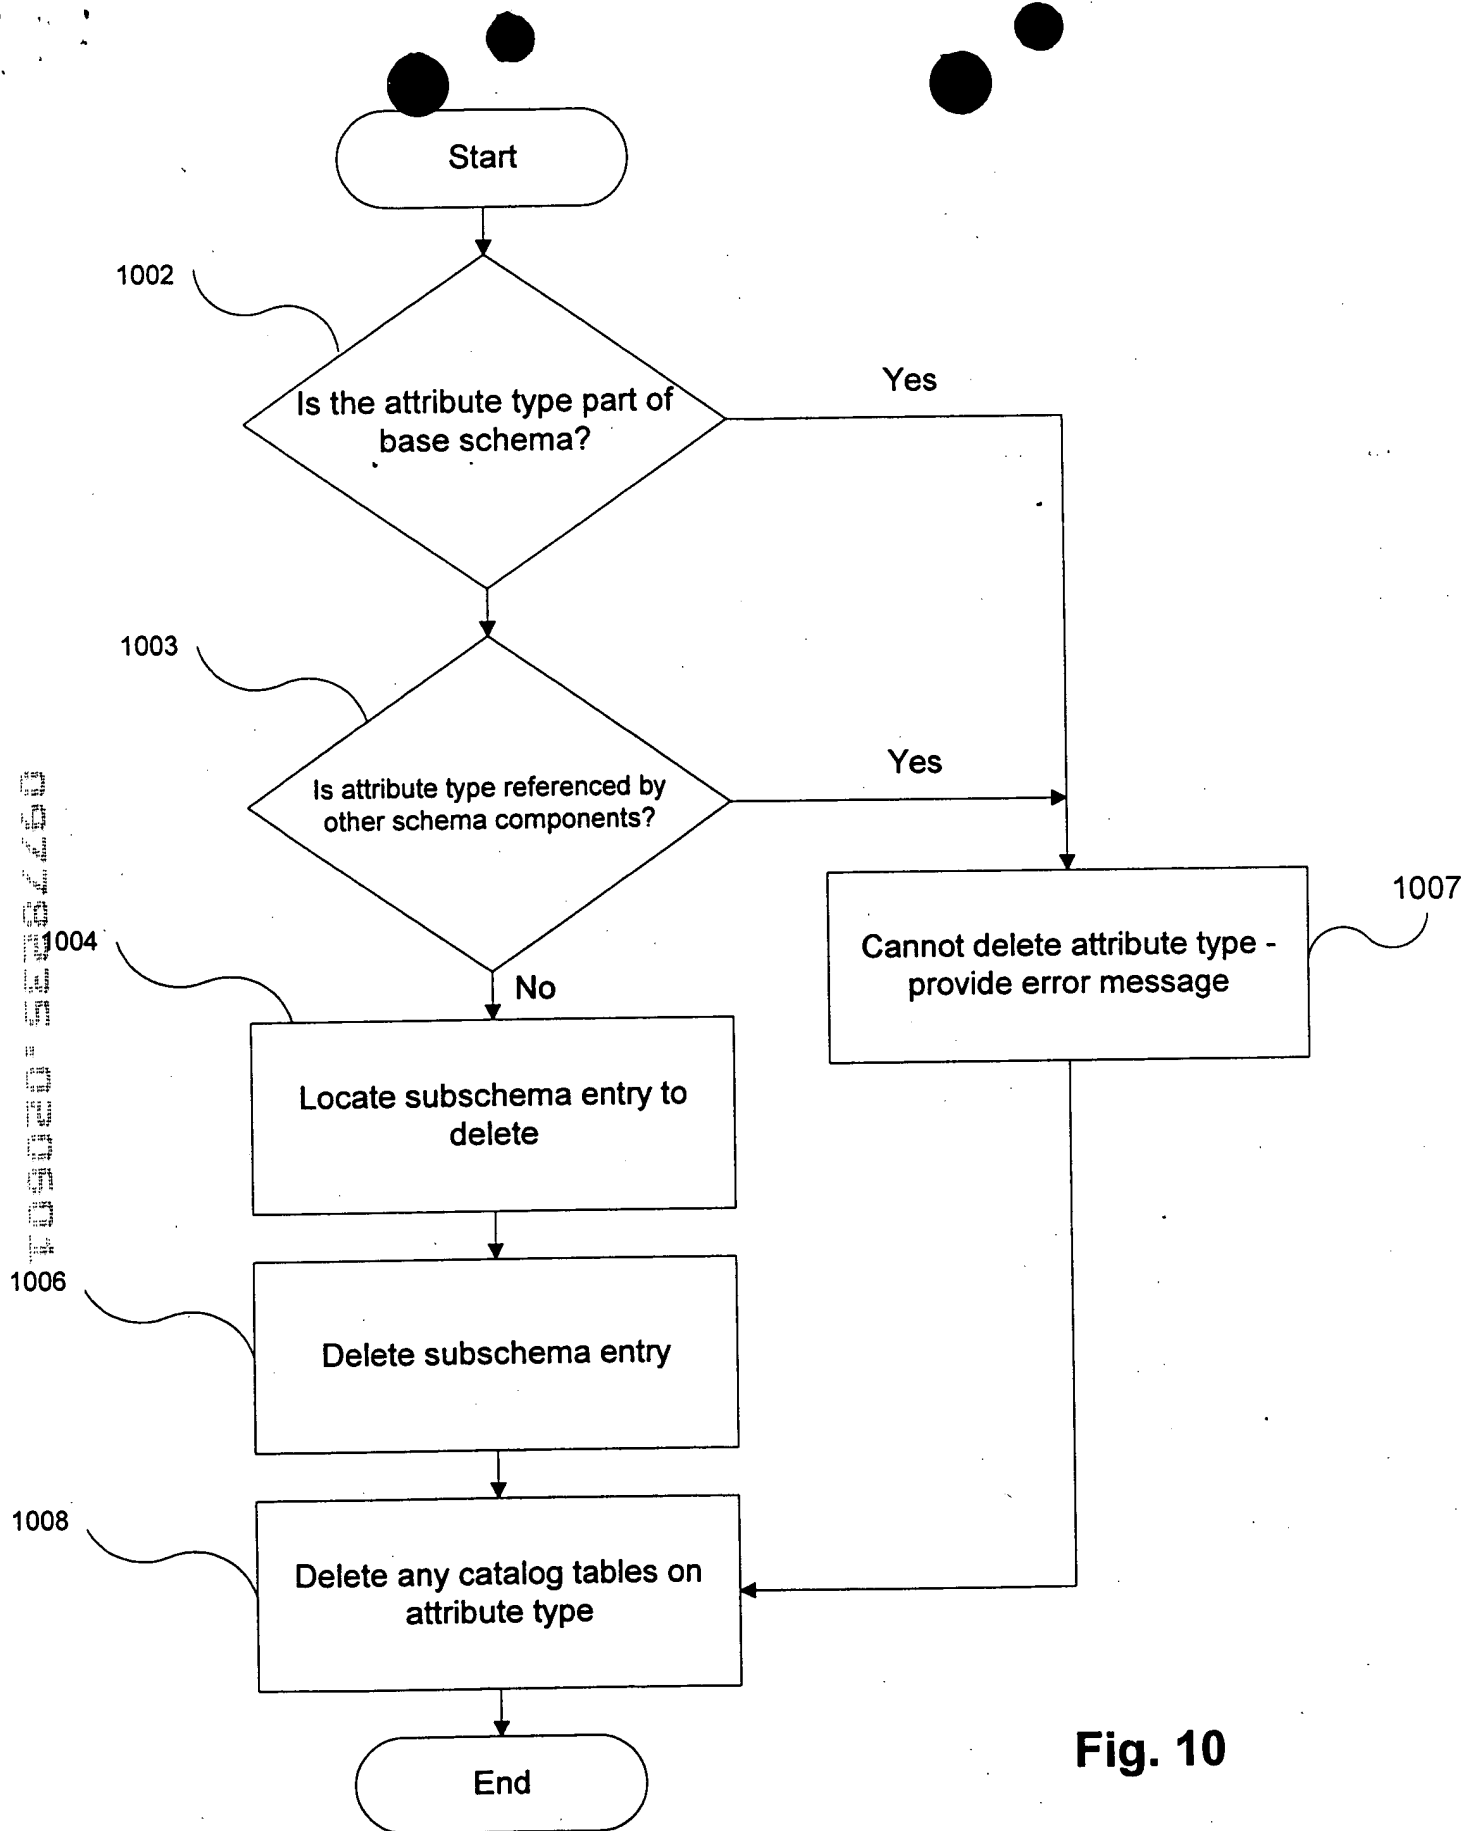 Start
1002
Yes
Is the attribute type part of
base schema?
1003
Yes
Is attribute type referenced by
other schema components?
1007
1004
Cannot delete attribute type -
provide error message
No
Locate subschema entry to
delete
1006
Delete subschema entry
1008
Delete any catalog tables on
attribute type
End
Fig. 10
09778235.020501